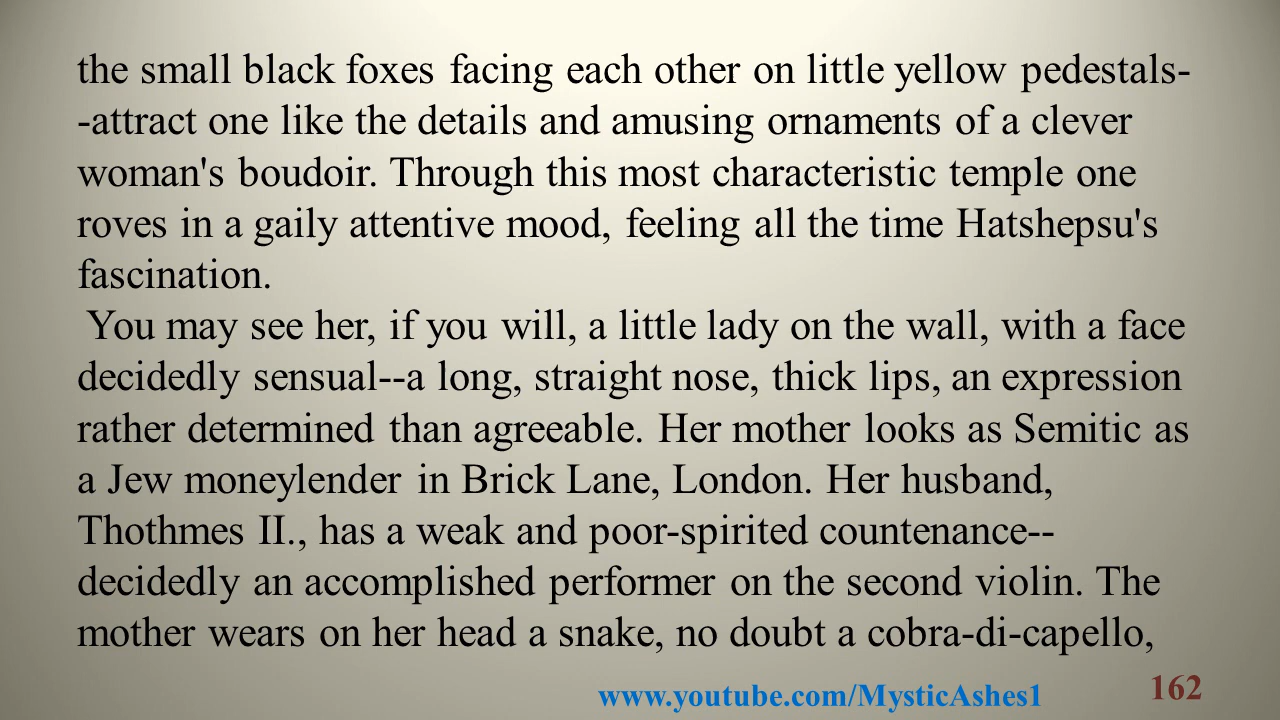 the small black foxes facing each other on little yellow pedestals-
-attract one like the details and amusing ornaments of a clever
woman's boudoir. Through this most characteristic temple one
roves in a gaily attentive mood, feeling all the time Hatshepsu's
fascination.
You may see her, if you will, a little lady on the wall, with a face
decidedly sensual--a long, straight nose, thick lips, an expression
rather determined than agreeable. Her mother looks as Semitic as
a Jew moneylender in Brick Lane, London. Her husband,
Thothmes II., has a weak and poor-spirited countenance--
decidedly an accomplished performer on the second violin. The
mother wears on her head a snake, no doubt a cobra-di-capello,
www.youtube.com/MysticAshes1
162